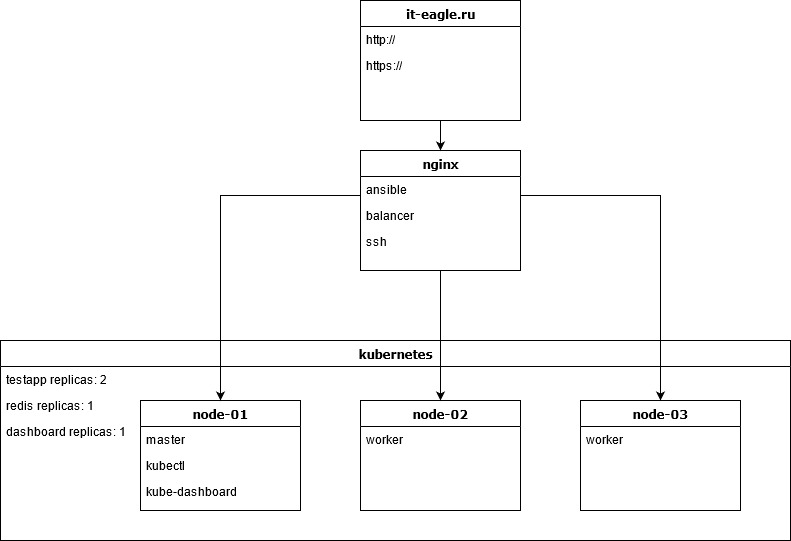 it-eagle.ru
http://
https://
nginx
ansible
balancer
ssh
kubernetes
testapp replicas: 2
redis replicas: 1
dashboard replicas: 1
node-01
master
kubectl
kube-dashboard
node-02
worker
node-03
worker